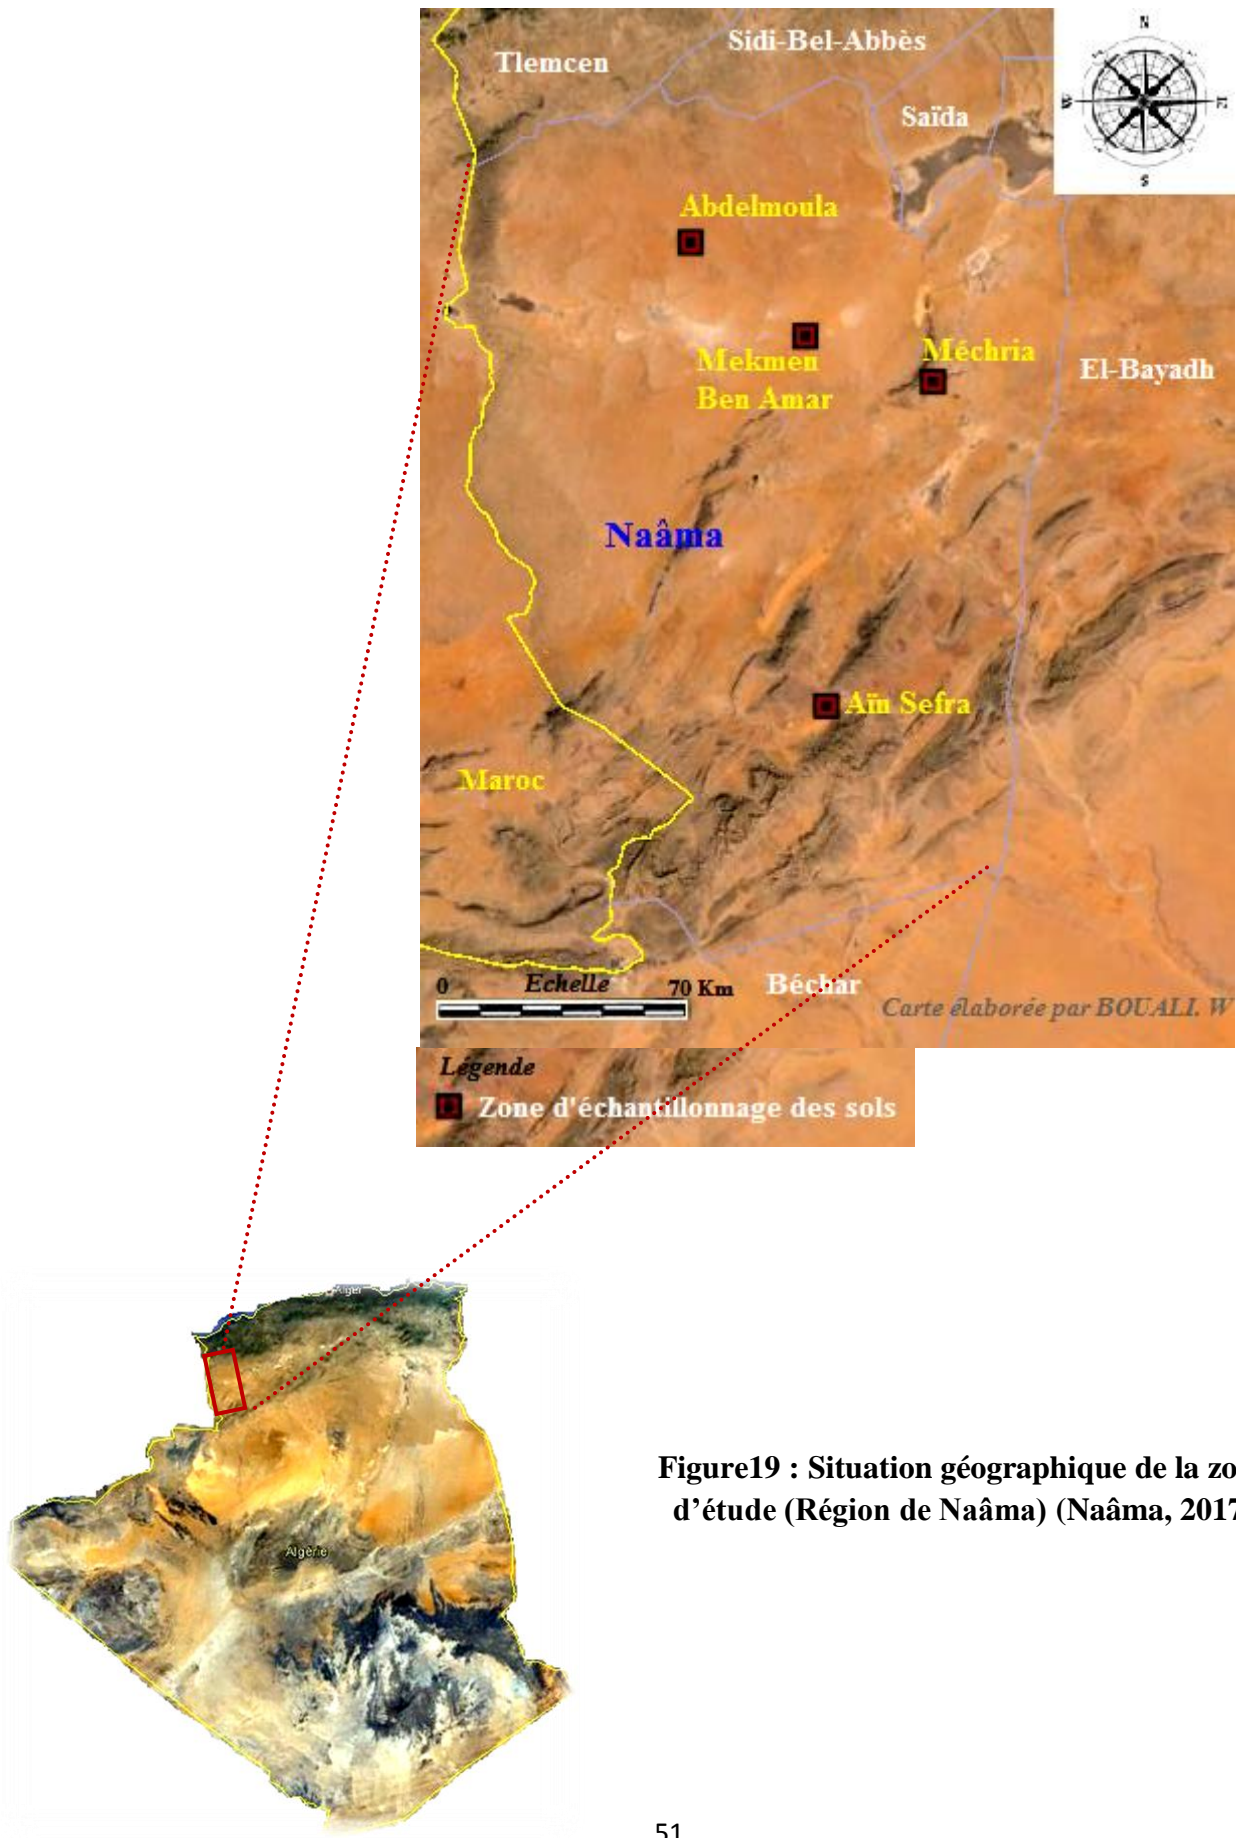 N
W
E
S
Sidi-Bel-Abbès
Tlemcen
Saïda
Abdelmoula
Méchria
Mekmen
Ben Amar
El-Bayadh
Naâma
Aïn Sefra
Maroc
0 Echelle 70 Km
Béchar
Carte élaborée par BOUALI. W
Légende
Zone d'échantillonnage des sols
Alger
Algérie
Figure19 : Situation géographique de la zo
d’étude (Région de Naâma) (Naâma, 2017
51